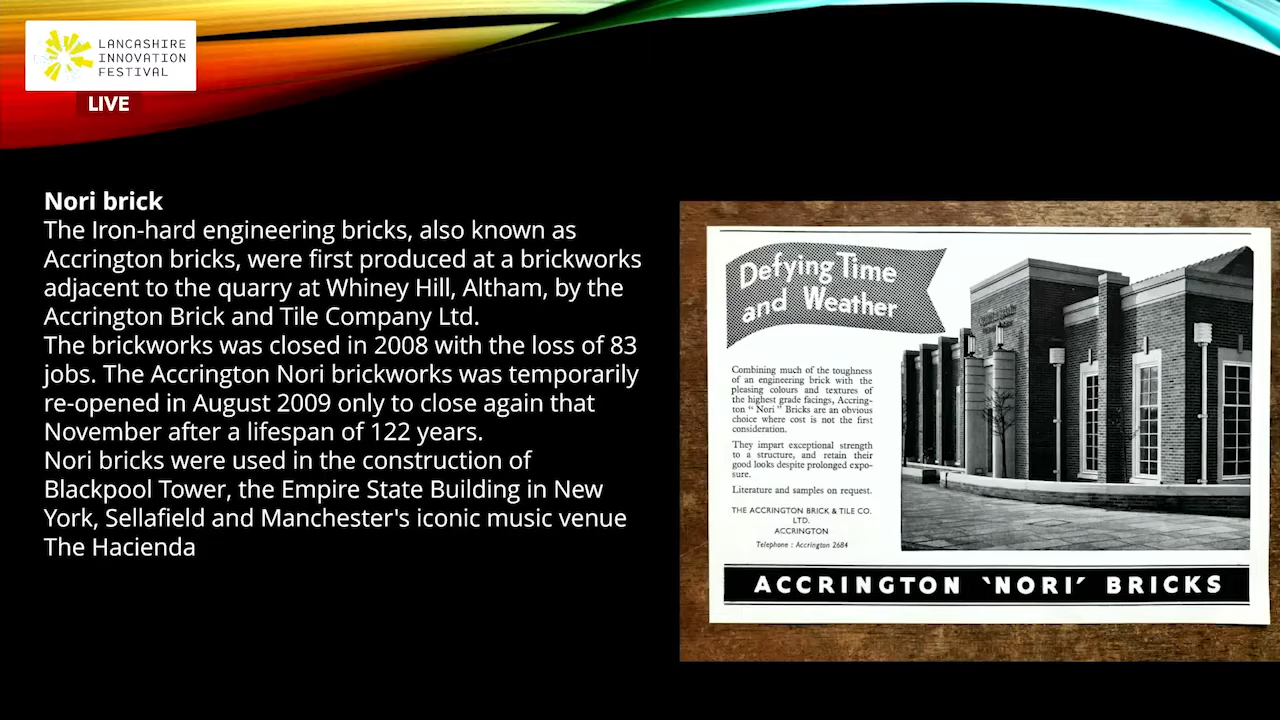 LANCASHIRE
INNOVATION
FESTIVAL
LIVE
Nori brick
The Iron-hard engineering bricks, also known as
Accrington bricks, were first produced at a brickworks
adjacent to the quarry at Whiney Hill, Altham, by the
Accrington Brick and Tile Company Ltd.
The brickworks was closed in 2008 with the loss of 83
jobs. The Accrington Nori brickworks was temporarily
re-opened in August 2009 only to close again that
November after a lifespan of 122 years.
Nori bricks were used in the construction of
Blackpool Tower, the Empire State Building in New
York, Sellafield and Manchester's iconic music venue
The Hacienda
Defying Time
and Weather
Combining much of the toughness
of an engineering brick with the
pleasing colours and textures of
the highest grade facings, Accring-
ton "Nori" Bricks are an obvious
choice where cost is not the first
consideration.
They impart exceptional strength
to a structure, and retain their
good looks despite prolonged expo-
sure.
Literature and samples on request.
THE ACCRINGTON BRICK & TILE CO.
LTD.
ACCRINGTON
Telephone : Accrington 2684
ACCRINGTON 'NORI' BRICKS